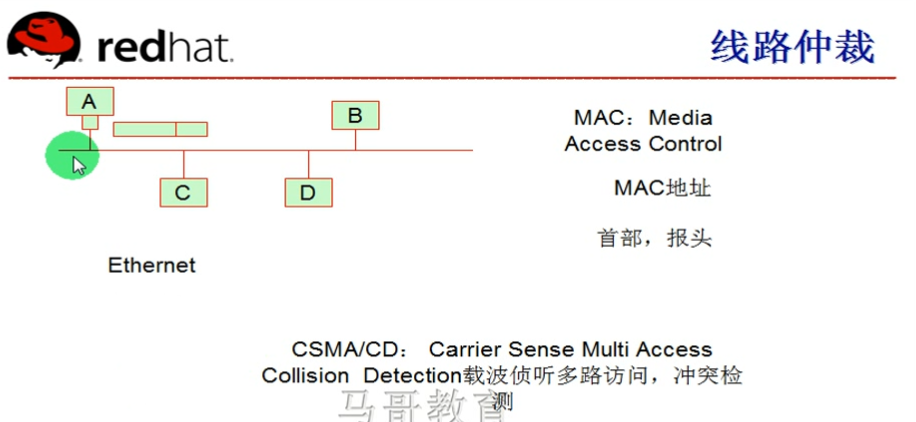 redhat.
线路仲裁
A
B
MAC：Media
Access Control
C
D
MAC地址
首部，报头
Ethernet
CSMA/CD： Carrier Sense Multi Access
Collision Detection载波侦听多路访问，冲突检
测
马哥教育